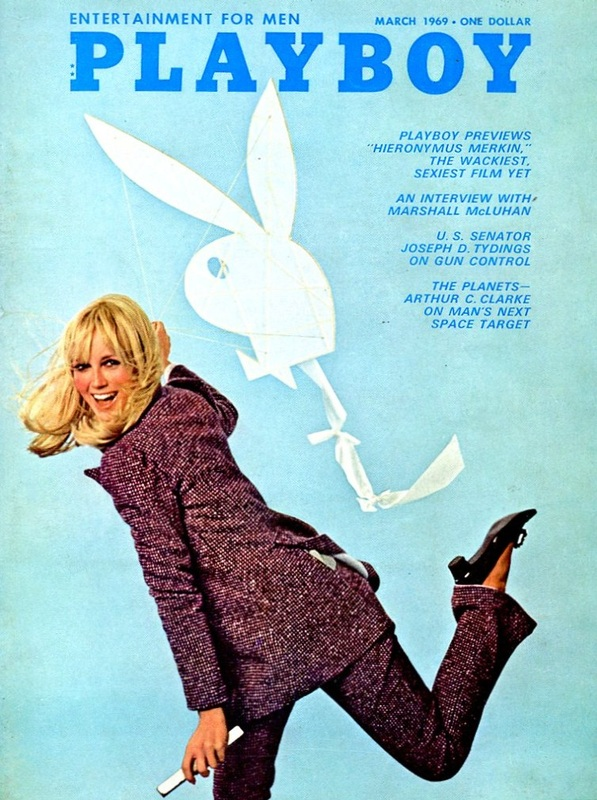 ENTERTAINMENT FOR MEN
MARCH 1969 • ONE DOLLAR
PLAYBOY
PLAYBOY PREVIEWS
"HIERONYMUS MERKIN,"
THE WACKIEST,
SEXIEST FILM YET
AN INTERVIEW WITH
MARSHALL McLUHAN
U. S. SENATOR
JOSEPH D. TYDINGS
ON GUN CONTROL
THE PLANETS—
ARTHUR C. CLARKE
ON MAN'S NEXT
SPACE TARGET